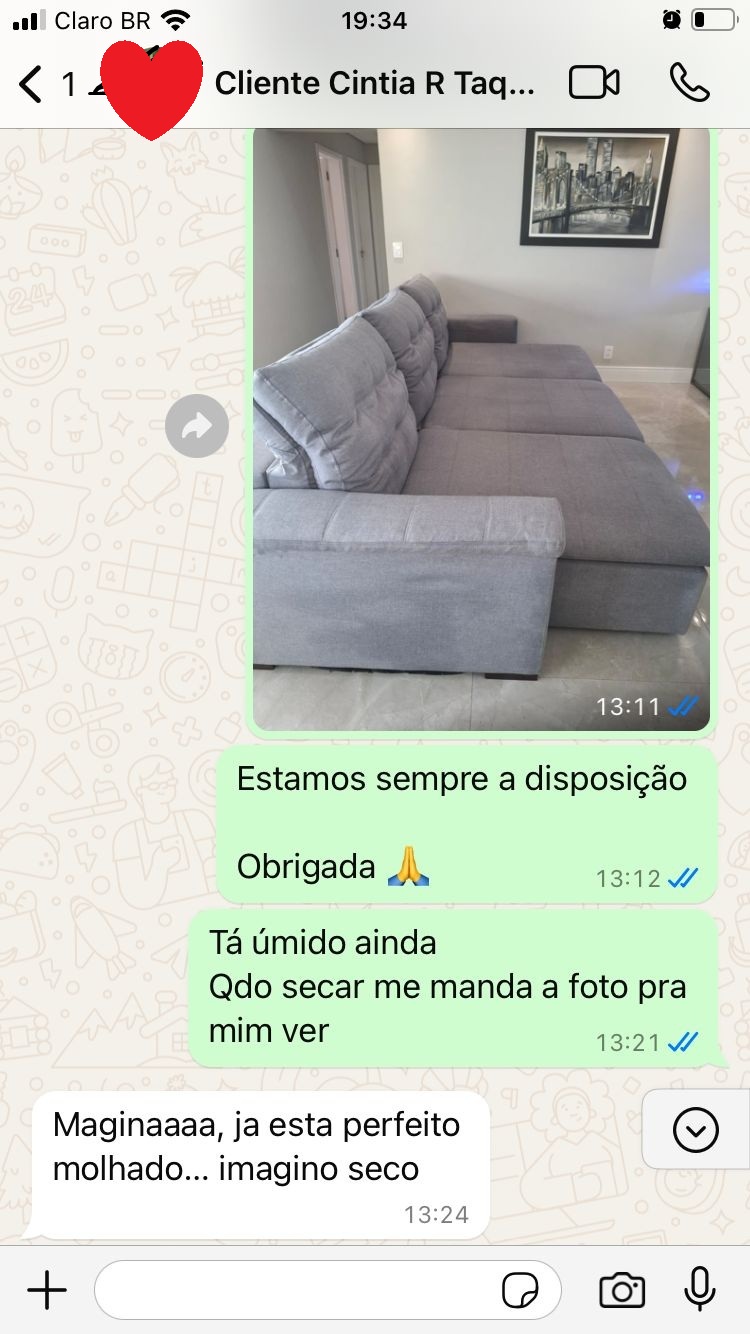 Claro BR
19:34
1
Cliente Cintia R Taq...
13:11
Estamos sempre a disposição
Obrigada 🙏
13:12
Tá úmido ainda
Qdo secar me manda a foto pra
mim ver
13:21
Maginaaaa, ja esta perfeito
molhado... imagino seco
13:24